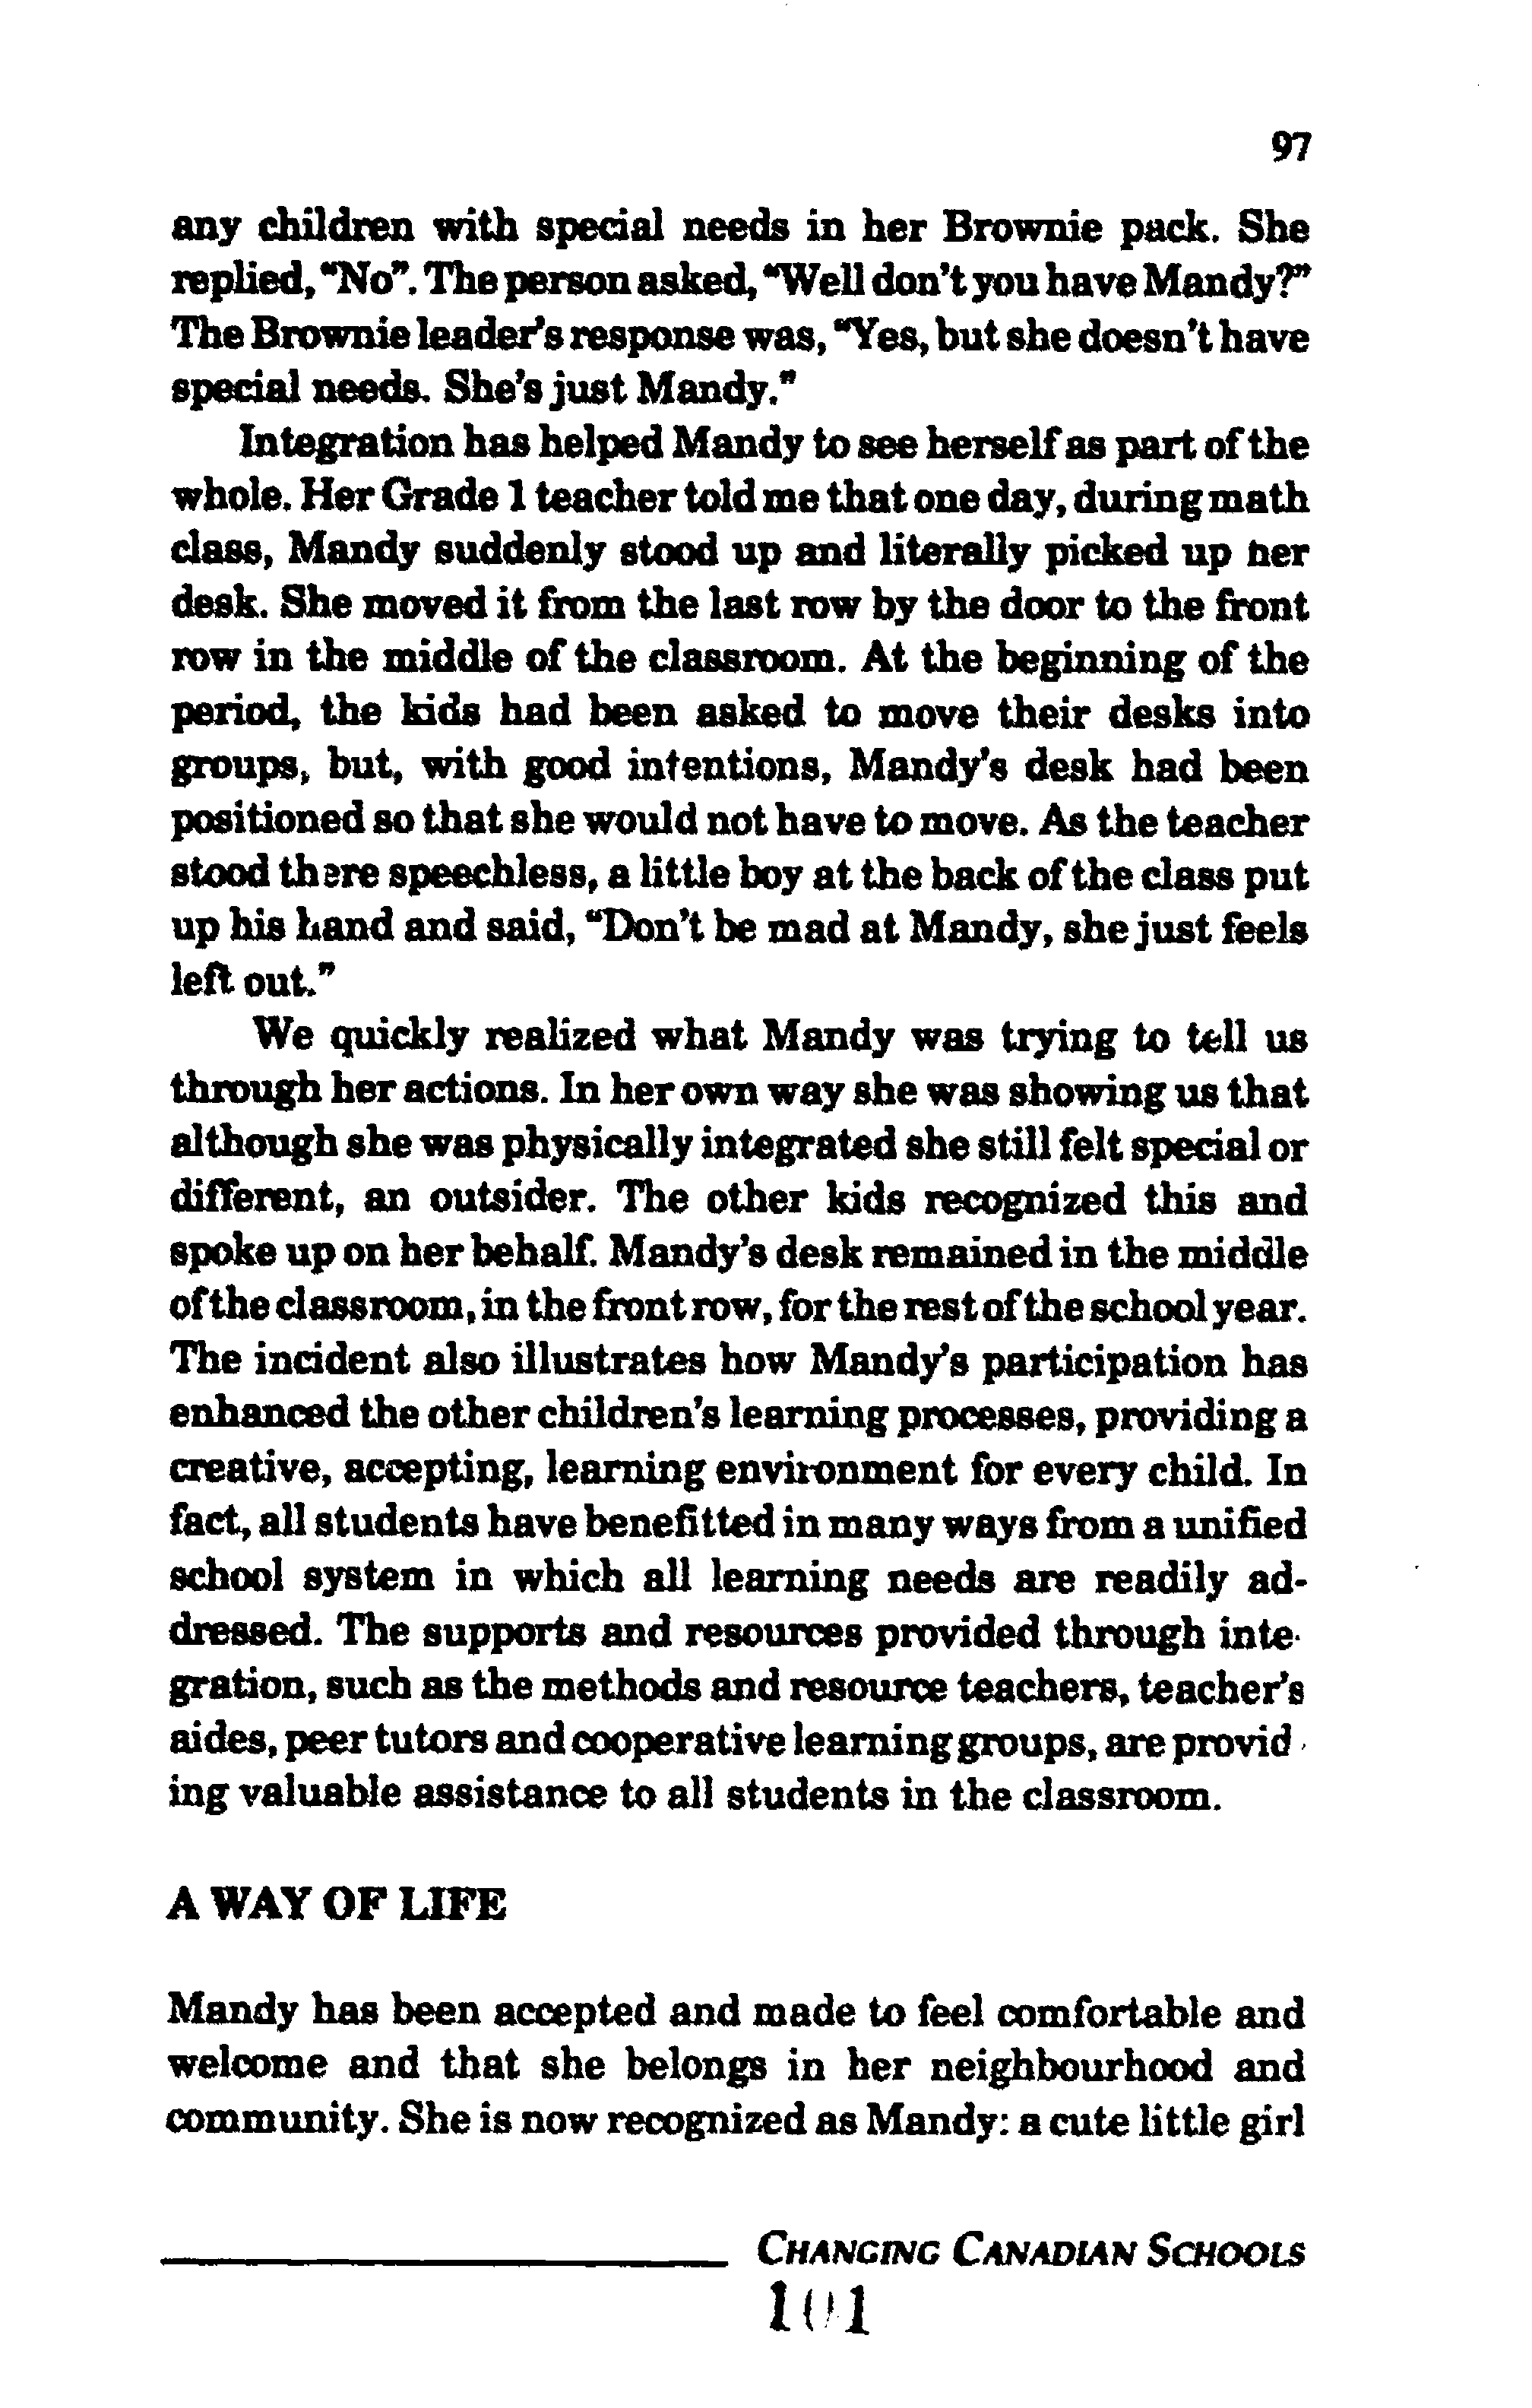 97
any children with special needs in her Brownie pack. She
replied, “No”. The person asked, “Well don't you have Mandy?”
The Brownie leader's response was, “Yes, but she doesn't have
special needs. She's just Mandy.”
Integration has helped Mandy to see herself as part of the
whole. Her Grade 1 teacher told me that one day, during math
class, Mandy suddenly stood up and literally picked up her
desk. She moved it from the last row by the door to the front
row in the middle of the classroom. At the beginning of the
period, the kids had been asked to move their desks into
groups, but, with good intentions, Mandy's desk had been
positioned so that she would not have to move. As the teacher
stood there speechless, a little boy at the back of the class put
up his hand and said, “Don't be mad at Mandy, she just feels
left out.”
We quickly realized what Mandy was trying to tell us
through her actions. In her own way she was showing us that
although she was physically integrated she still felt special or
different, an outsider. The other kids recognized this and
spoke up on her behalf. Mandy's desk remained in the middle
of the classroom, in the front row, for the rest of the school year.
The incident also illustrates how Mandy's participation has
enhanced the other children's learning processes, providing a
creative, accepting, learning environment for every child. In
fact, all students have benefitted in many ways from a unified
school system in which all learning needs are readily ad-
dressed. The supports and resources provided through inte-
gration, such as the methods and resource teachers, teacher's
aides, peer tutors and cooperative learning groups, are provid-
ing valuable assistance to all students in the classroom.
A WAY OF LIFE
Mandy has been accepted and made to feel comfortable and
welcome and that she belongs in her neighbourhood and
community. She is now recognized as Mandy: a cute little girl
CHANGING CANADIAN SCHOOLS
101